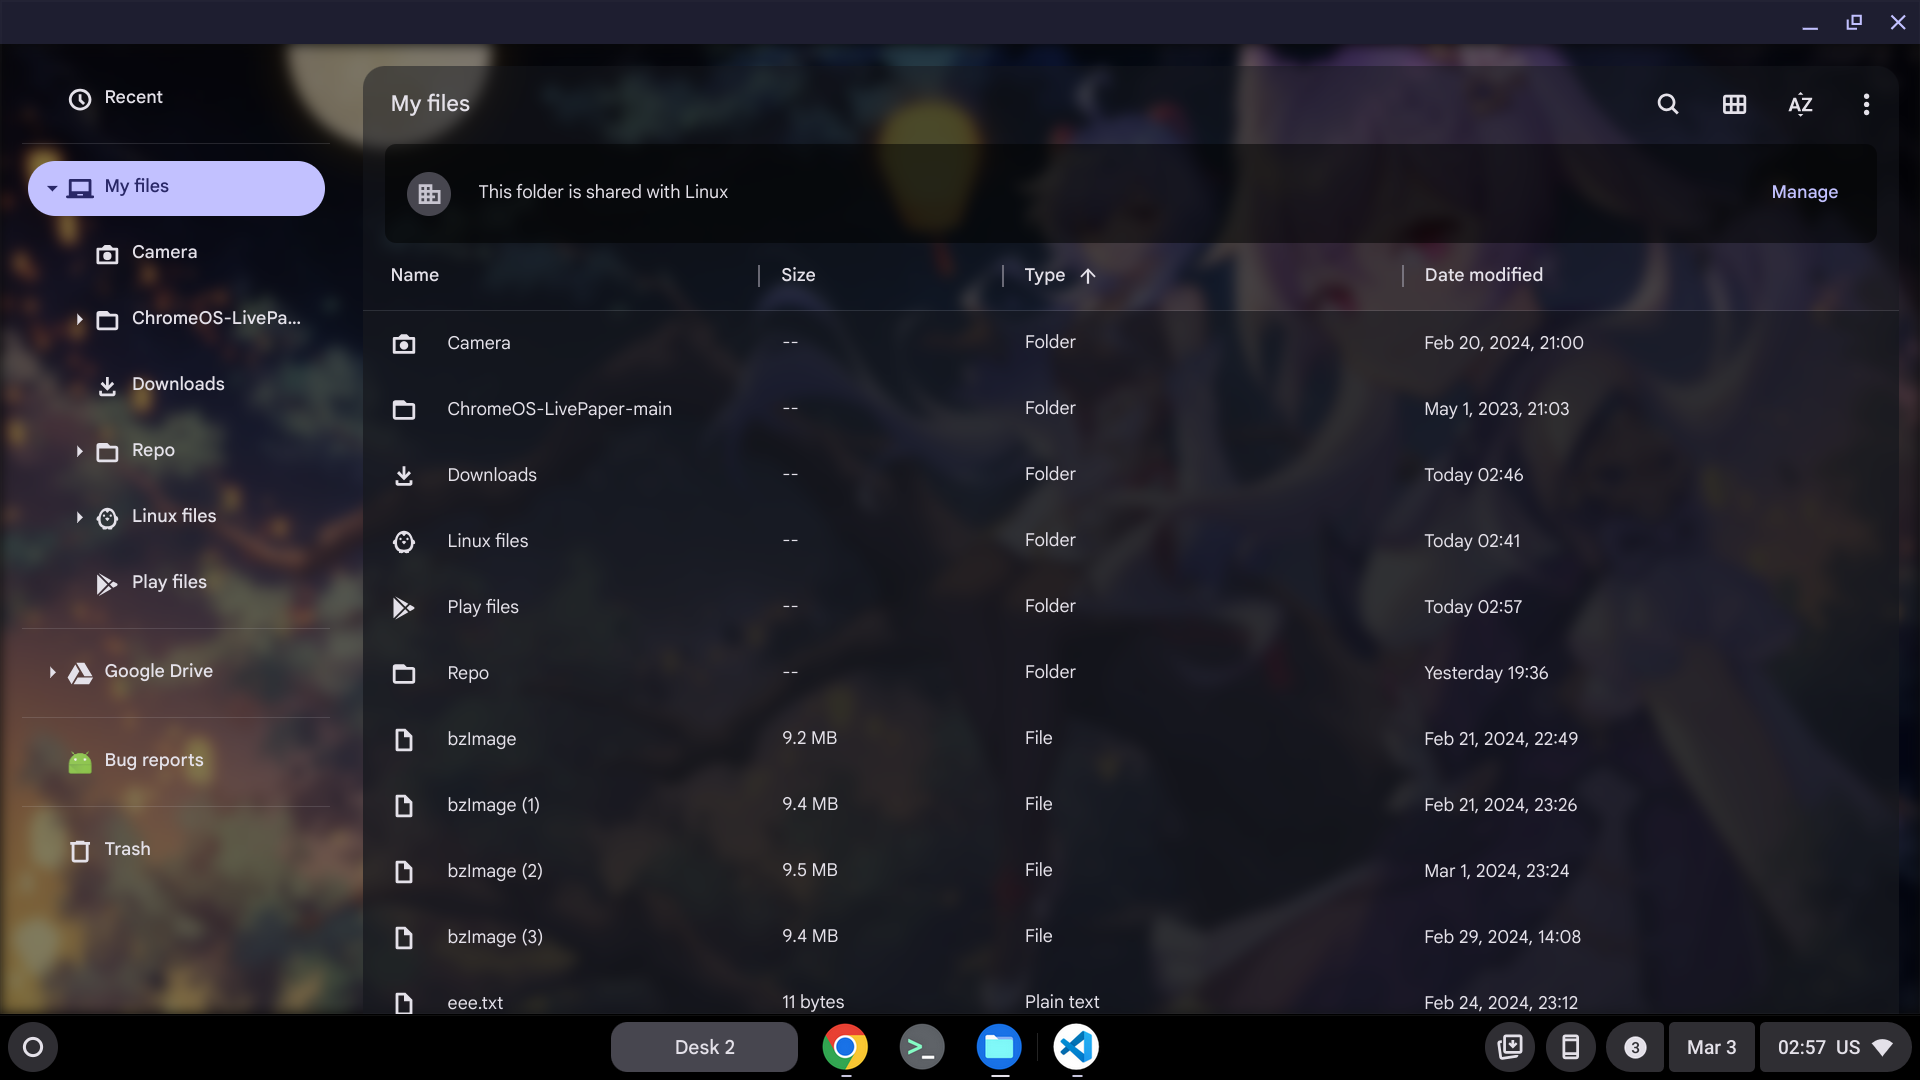 Recent
My files
Camera
ChromeOS-LivePa...
Downloads
Repo
Linux files
Play files
Google Drive
Bug reports
Trash
My files
AZ
This folder is shared with Linux
Manage
Name Size Type Date modified
Camera -- Folder Feb 20, 2024, 21:00
ChromeOS-LivePaper-main -- Folder May 1, 2023, 21:03
Downloads -- Folder Today 02:46
Linux files -- Folder Today 02:41
Play files -- Folder Today 02:57
Repo -- Folder Yesterday 19:36
bzImage 9.2 MB File Feb 21, 2024, 22:49
bzImage (1) 9.4 MB File Feb 21, 2024, 23:26
bzImage (2) 9.5 MB File Mar 1, 2024, 23:24
bzImage (3) 9.4 MB File Feb 29, 2024, 14:08
eee.txt 11 bytes Plain text Feb 24, 2024, 23:12
Desk 2 >_ 3 Mar 3 02:57 US